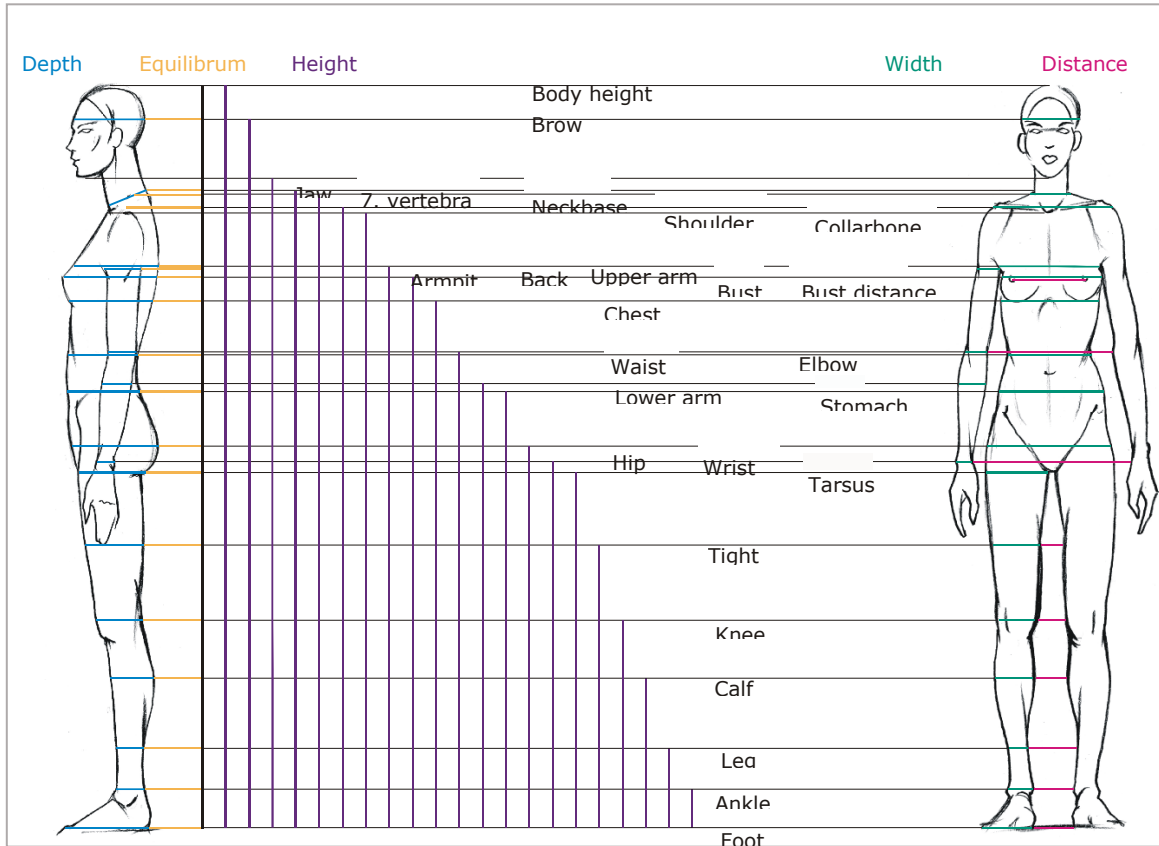 Depth Equilibrum Height Width Distance
Body height
Brow
Jaw 7. vertebra Neckbase Shoulder Collarbone
Armpit Back Upper arm Bust Bust distance
Chest
Waist Elbow
Lower arm Stomach
Hip Wrist Tarsus
Tight
Knee
Calf
Leg
Ankle
Foot